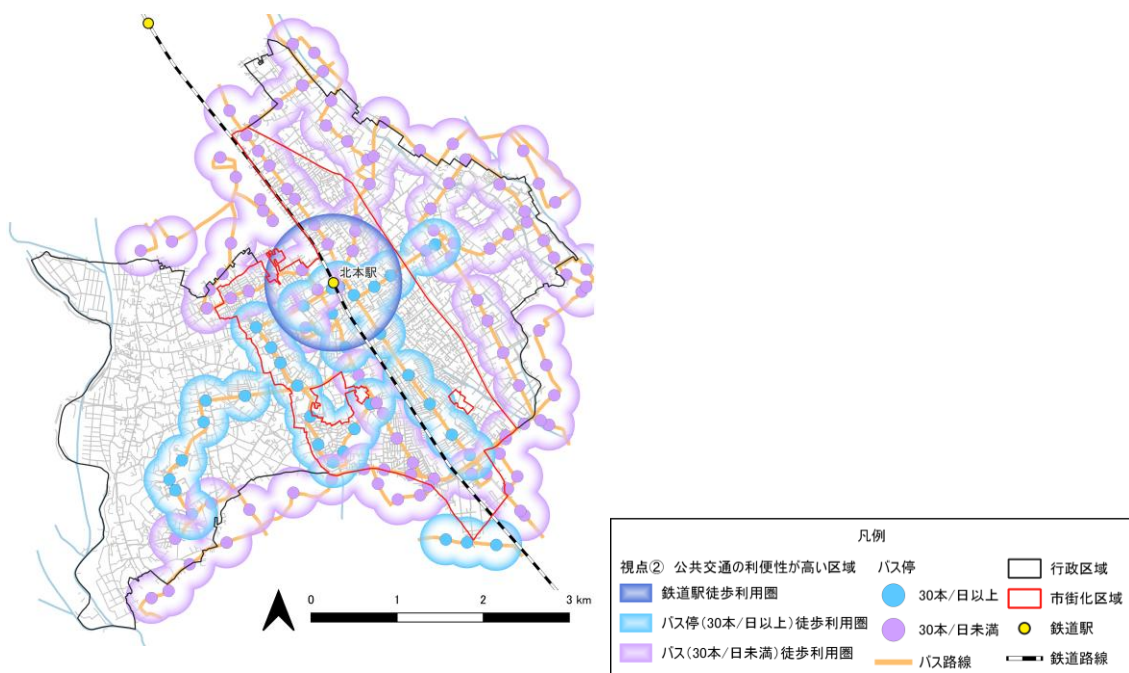 北本駅
0 1 2 3 km
凡例
視点② 公共交通の利便性が高い区域
鉄道駅徒歩利用圏
バス停(30本/日以上)徒歩利用圏
バス(30本/日未満)徒歩利用圏
バス停
30本/日以上
30本/日未満
バス路線
行政区域
市街化区域
鉄道駅
鉄道路線